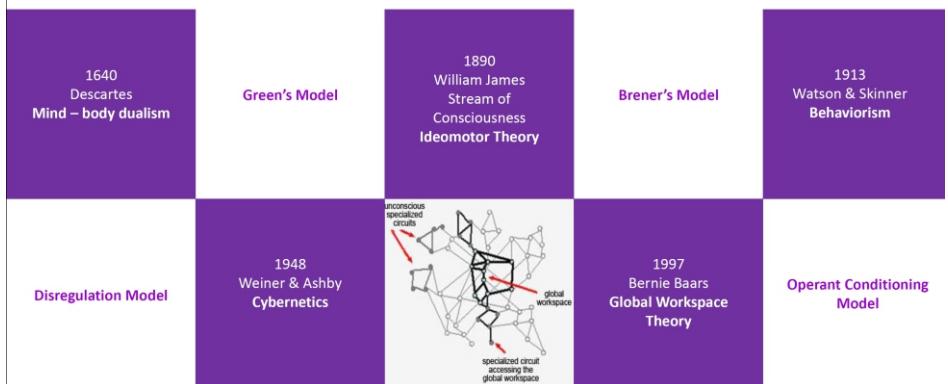 1640
Descartes
Mind – body dualism
Green's Model
1890
William James
Stream of
Consciousness
Ideomotor Theory
Brener's Model
1913
Watson & Skinner
Behaviorism
Disregulation Model
1948
Weiner & Ashby
Cybernetics
unconscious
specialized
circuits
global
workspace
specialized circuit
accessing the
global workspace
1997
Bernie Baars
Global Workspace
Theory
Operant Conditioning
Model